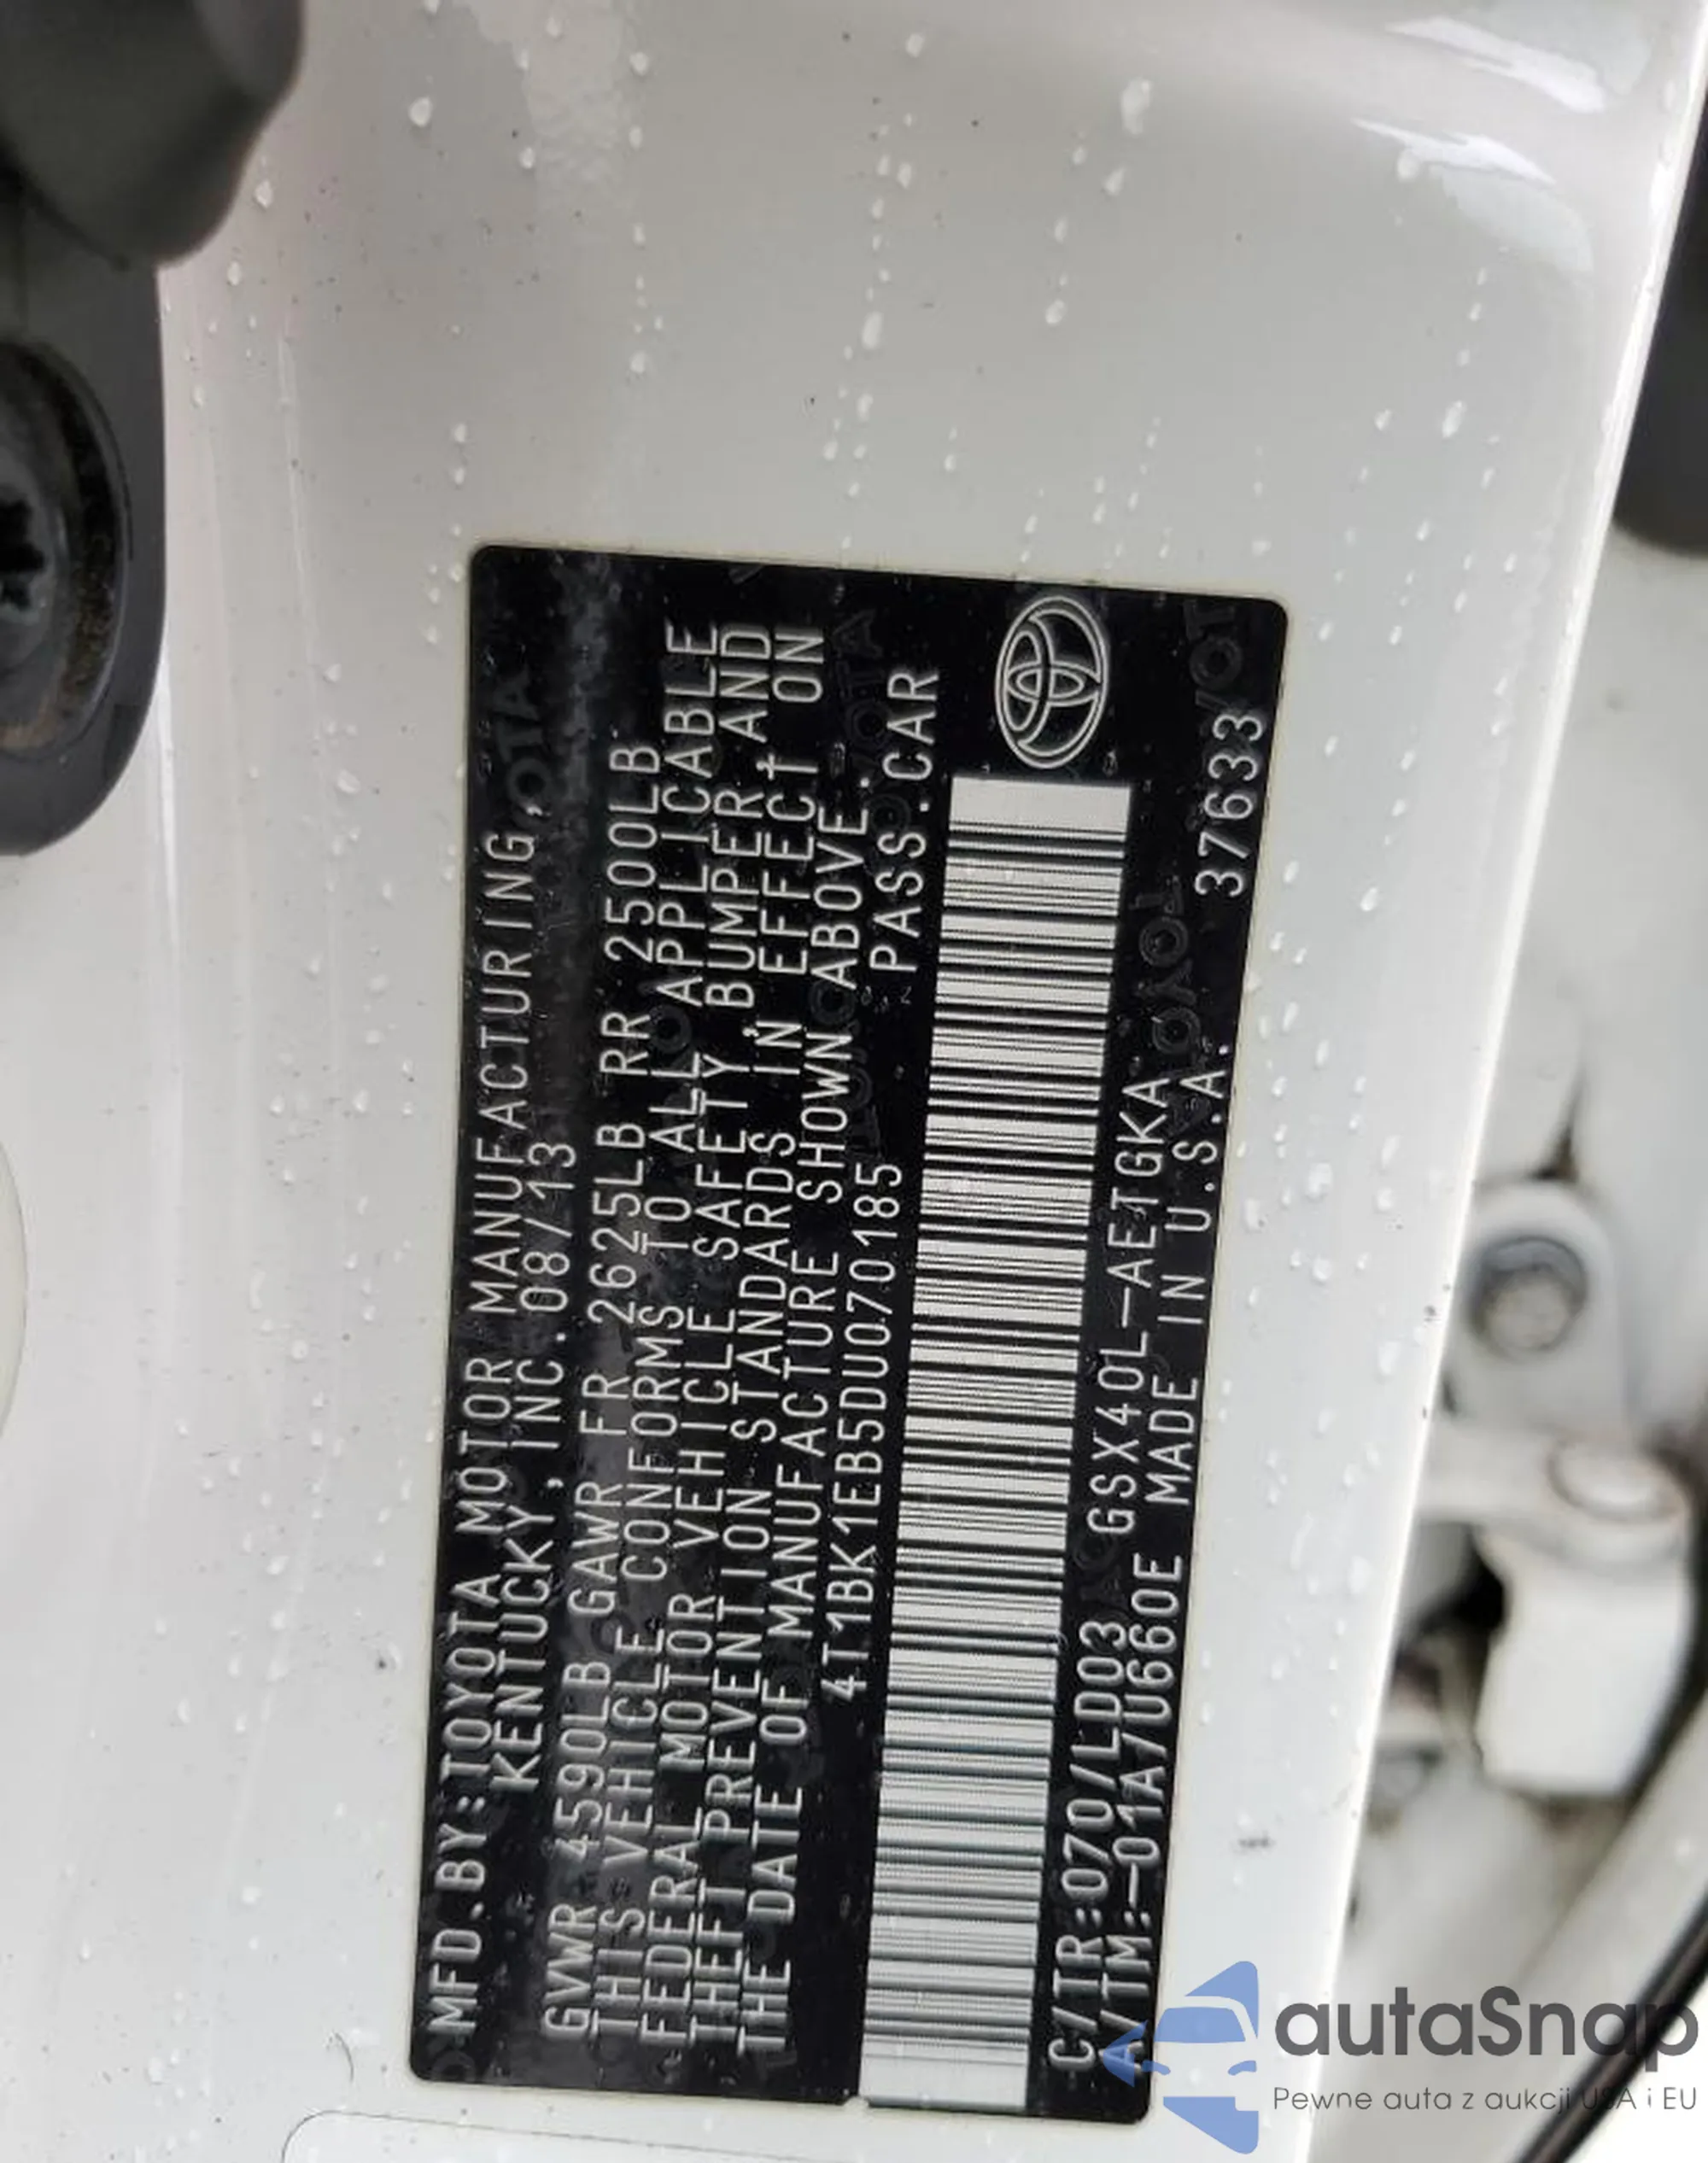 MFD.BY:TOYOTA MOTOR MANUFACTURING,
KENTUCKY, INC. 08/13
GVWR 4590LB GAWR FR 2625LB RR 2500LB
THIS VEHICLE CONFORMS TO ALL APPLICABLE
FEDERAL MOTOR VEHICLE SAFETY, BUMPER AND
THEFT PREVENTION STANDARDS IN EFFECT ON
THE DATE OF MANUFACTURE SHOWN ABOVE.
4T1BK1EB5DU070185 PASS.CAR
C/TR:070/LD03 GSX40L-AETGKA
A/TM:-01A/U660E MADE IN U.S.A. 37633
autaSnap
Pewne auta z aukcji USA i EU